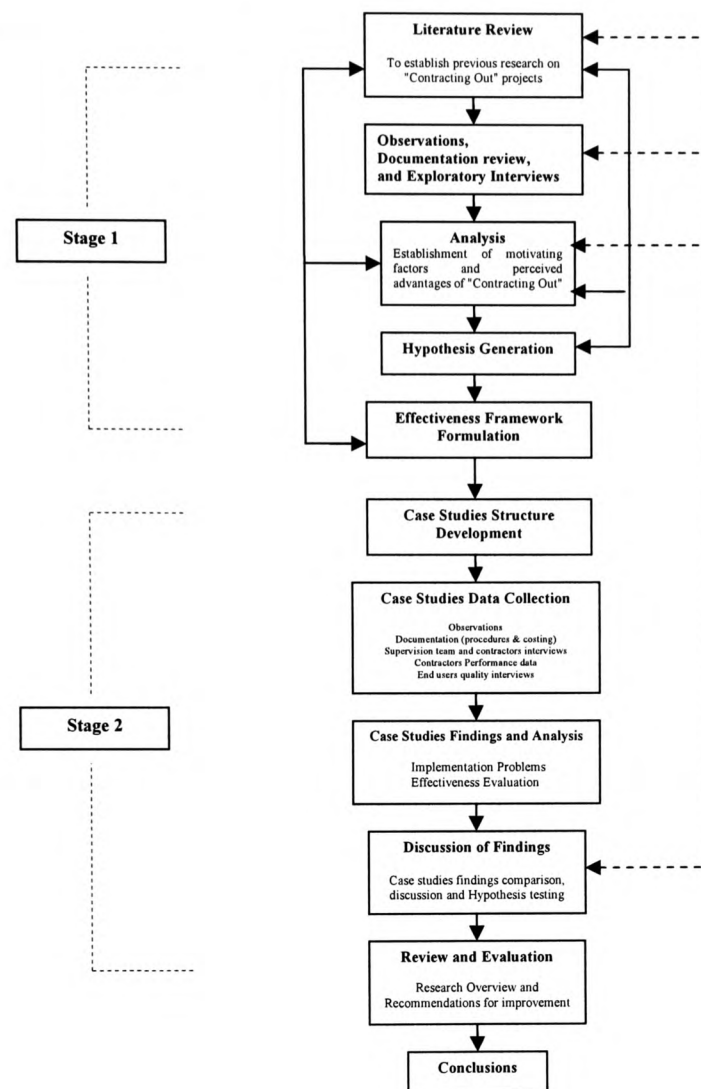 Literature Review
To establish previous research on
"Contracting Out" projects
Observations,
Documentation review,
and Exploratory Interviews
Stage 1
Analysis
Establishment of motivating
factors and perceived
advantages of "Contracting Out"
Hypothesis Generation
Effectiveness Framework
Formulation
Case Studies Structure
Development
Case Studies Data Collection
Observations
Documentation (procedures & costing)
Supervision team and contractors interviews
Contractors Performance data
End users quality interviews
Stage 2
Case Studies Findings and Analysis
Implementation Problems
Effectiveness Evaluation
Discussion of Findings
Case studies findings comparison,
discussion and Hypothesis testing
Review and Evaluation
Research Overview and
Recommendations for improvement
Conclusions